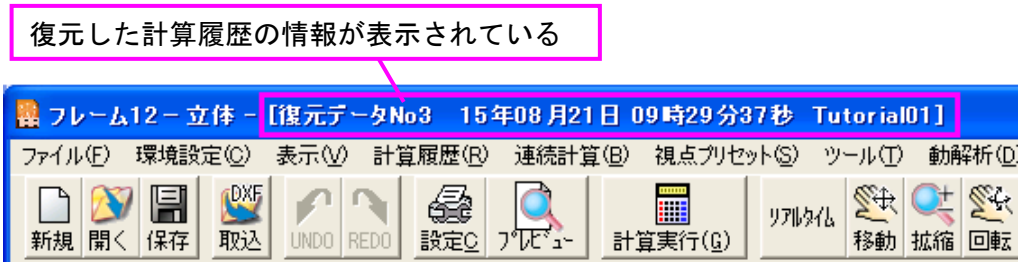 復元した計算履歴の情報が表示されている
フレーム12 - 立体 - [復元データNo3 15年08月21日 09時29分37秒 Tutorial01]
ファイル(F) 環境設定(C) 表示(V) 計算履歴(R) 連続計算(B) 視点プリセット(S) ツール(T) 動解析(D)
DXF
新規 開く 保存 取込 UNDO REDO 設定C プレビュー 計算実行(G) リアルタイム 移動 拡縮 回転